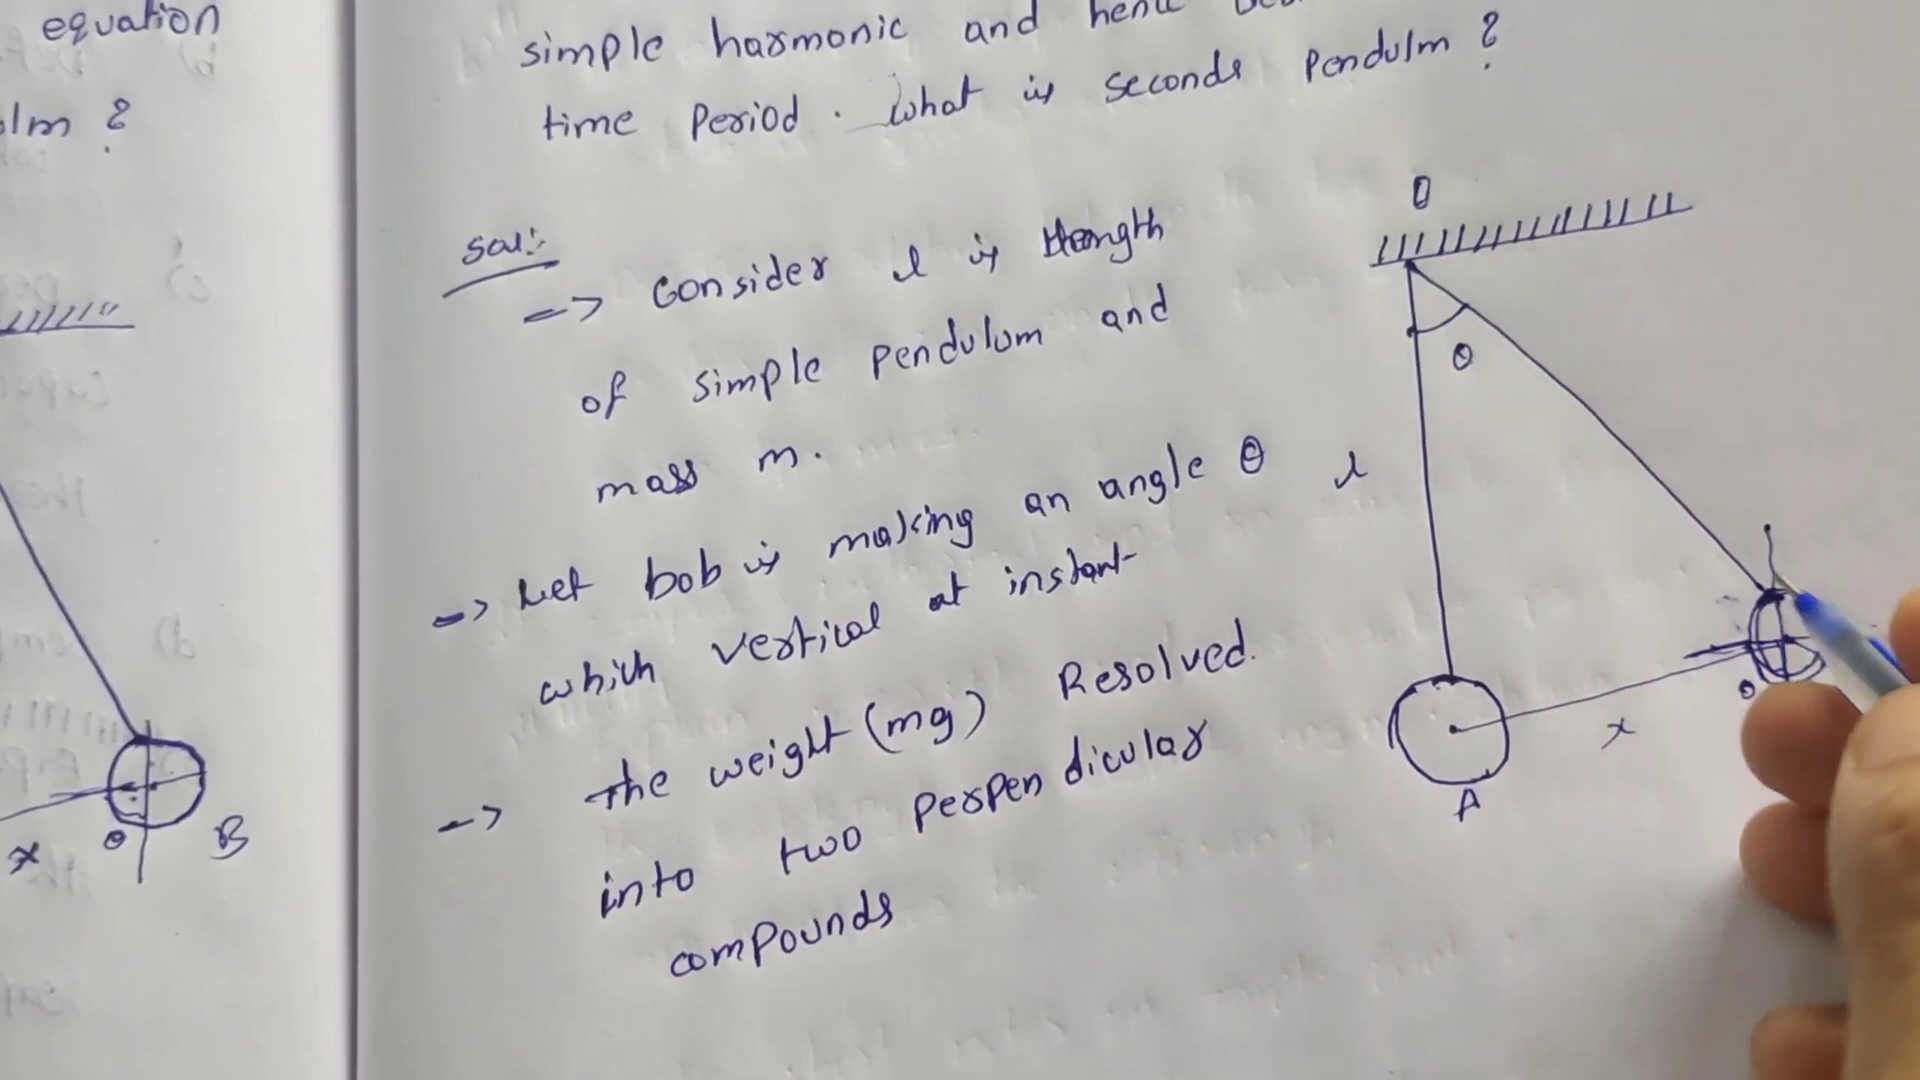 equation
lm ?
simple harmonic and
time Period. What is seconds Pendulm ?
Sol:
-> Consider l is length
of simple pendulum and
mass m.
-> Let bob is making an angle θ
which vertical at instant
-> the weight (mg) Resolved.
into two perpendicular
compounds
O
θ
l
x
A
θ
x
θ
B